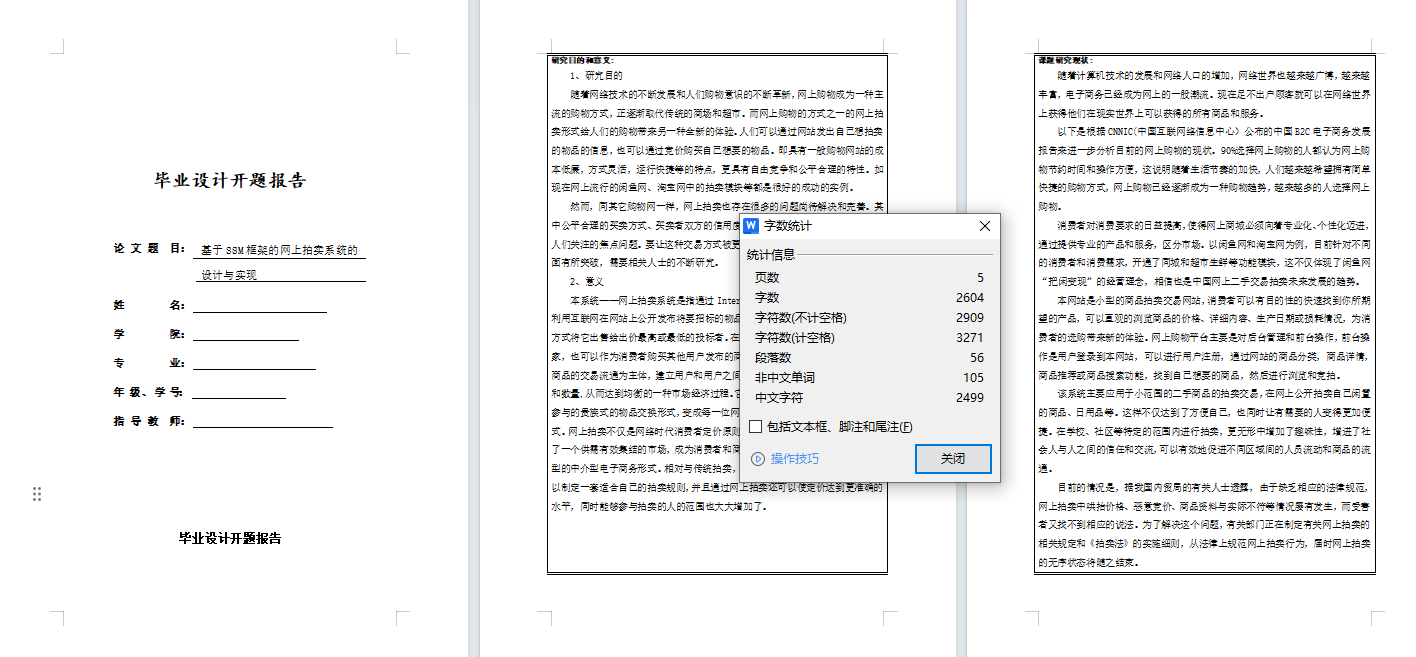 毕业设计开题报告
论 文 题 目: 基于 SSM 框架的网上拍卖系统的
设计与实现
姓 名:
学 院:
专 业:
年 级、学 号:
指 导 教 师:
毕业设计开题报告
研究目的和意义:
1、研究目的
随着网络技术的不断发展和人们购物意识的不断革新,网上购物成为一种主
流的购物方式,正逐渐取代传统的商场和超市。而网上购物的方式之一的网上拍
卖形式给人们的购物带来另一种全新的体验。人们可以通过网站发出自己想拍卖
的物品的信息,也可以通过竞价购买自己想要的物品。即具有一般购物网站的成
本低廉,方式灵活,运行快捷等的特点,更具有自由竞争和公平合理的特性。如
现在网上流行的闲鱼网、淘宝网中的拍卖模块等都是很好的成功的实例。
然而,同其它购物网一样,网上拍卖也存在很多的问题尚待解决和完善。其
中公平合理的买卖方式、买卖者双方的信用度
人们关注的焦点问题。要让这种交易方式被更
面有所突破,需要相关人士的不断研究。
2、意义
本系统——网上拍卖系统是指通过 Inter
利用互联网在网站上公开发布将要招标的物品
方式将它出售给出价最高或最低的投标者。在
象,也可以作为消费者购买其他用户发布的商
商品的交易流通为主体,建立用户和用户之间
和数量,从而达到均衡的一种市场经济过程。它
参与的贵族式的物品交换形式,变成每一位网
式。网上拍卖不仅是网络时代消费者定价原则
了一个供需有效集结的市场,成为消费者和商
型的中介型电子商务形式。相对与传统拍卖,
以制定一套适合自己的拍卖规则,并且通过网上拍卖还可以使定价达到更准确的
水平,同时能够参与拍卖的人的范围也大大增加了。
字数统计
统计信息
页数 5
字数 2604
字符数(不计空格) 2909
字符数(计空格) 3271
段落数 56
非中文单词 105
中文字符 2499
包括文本框、脚注和尾注(F)
操作技巧
关闭
课题研究现状:
随着计算机技术的发展和网络人口的增加,网络世界也越来越广博,越来越
丰富,电子商务已经成为网上的一股潮流。现在足不出户顾客就可以在网络世界
上获得他们在现实世界上可以获得的所有商品和服务。
以下是根据 CNNIC(中国互联网络信息中心)公布的中国 B2C 电子商务发展
报告来进一步分析目前的网上购物的现状。90%选择网上购物的人都认为网上购
物节约时间和操作方便,这说明随着生活节奏的加快,人们越来越希望拥有简单
快捷的购物方式,网上购物已经逐渐成为一种购物趋势,越来越多的人选择网上
购物。
消费者对消费要求的日益提高,使得网上商城必须向着专业化、个性化迈进,
通过提供专业的产品和服务,区分市场。以闲鱼网和淘宝网为例,目前针对不同
的消费者和消费需求,开通了同城和超市生鲜等功能模块,这不仅体现了闲鱼网
“把闲变现”的经营理念,相信也是中国网上二手交易拍卖未来发展的趋势。
本网站是小型的商品拍卖交易网站,消费者可以有目的性的快速找到你所期
望的产品,可以直观的浏览商品的价格、详细内容、生产日期或损耗情况,为消
费者的选购带来新的体验。网上购物平台主要是对后台管理和前台操作,前台操
作是用户登录到本网站,可以进行用户注册,通过网站的商品分类,商品详情,
商品推荐或商品搜索功能,找到自己想要的商品,然后进行浏览和竞拍。
该系统主要应用于小范围的二手商品的拍卖交易,在网上公开拍卖自己闲置
的商品、日用品等。这样不仅达到了方便自己,也同时让有需要的人变得更加便
捷。在学校、社区等特定的范围内进行拍卖,更无形中增加了趣味性,增进了社
会人与人之间的信任和交流,可以有效地促进不同区域间的人员流动和商品的流
通。
目前的情况是,据我国内贸局的有关人士透露,由于缺乏相应的法律规范,
网上拍卖中哄抬价格、恶意竞价、商品资料与实际不符等情况屡有发生,而受害
者又找不到相应的说法。为了解决这个问题,有关部门正在制定有关网上拍卖的
相关规定和《拍卖法》的实施细则,从法律上规范网上拍卖行为,届时网上拍卖
的无序状态将随之结束。